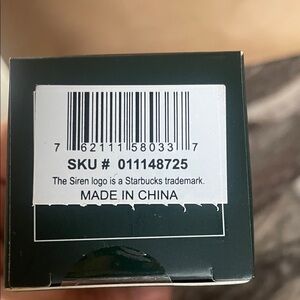 7 62111 58033 7
SKU # 011148725
The Siren logo is a Starbucks trademark.
MADE IN CHINA